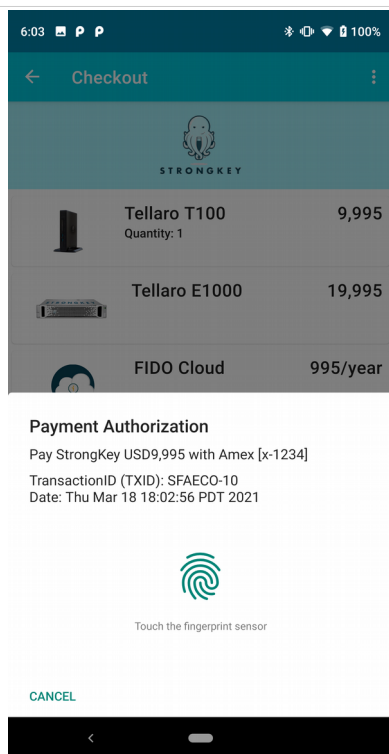 6:03 P P 100%
Checkout
STRONGKEY
Tellaro T100 9,995
Quantity: 1
Tellaro E1000 19,995
FIDO Cloud 995/year
Payment Authorization
Pay StrongKey USD9,995 with Amex [x-1234]
TransactionID (TXID): SFAECO-10
Date: Thu Mar 18 18:02:56 PDT 2021
Touch the fingerprint sensor
CANCEL